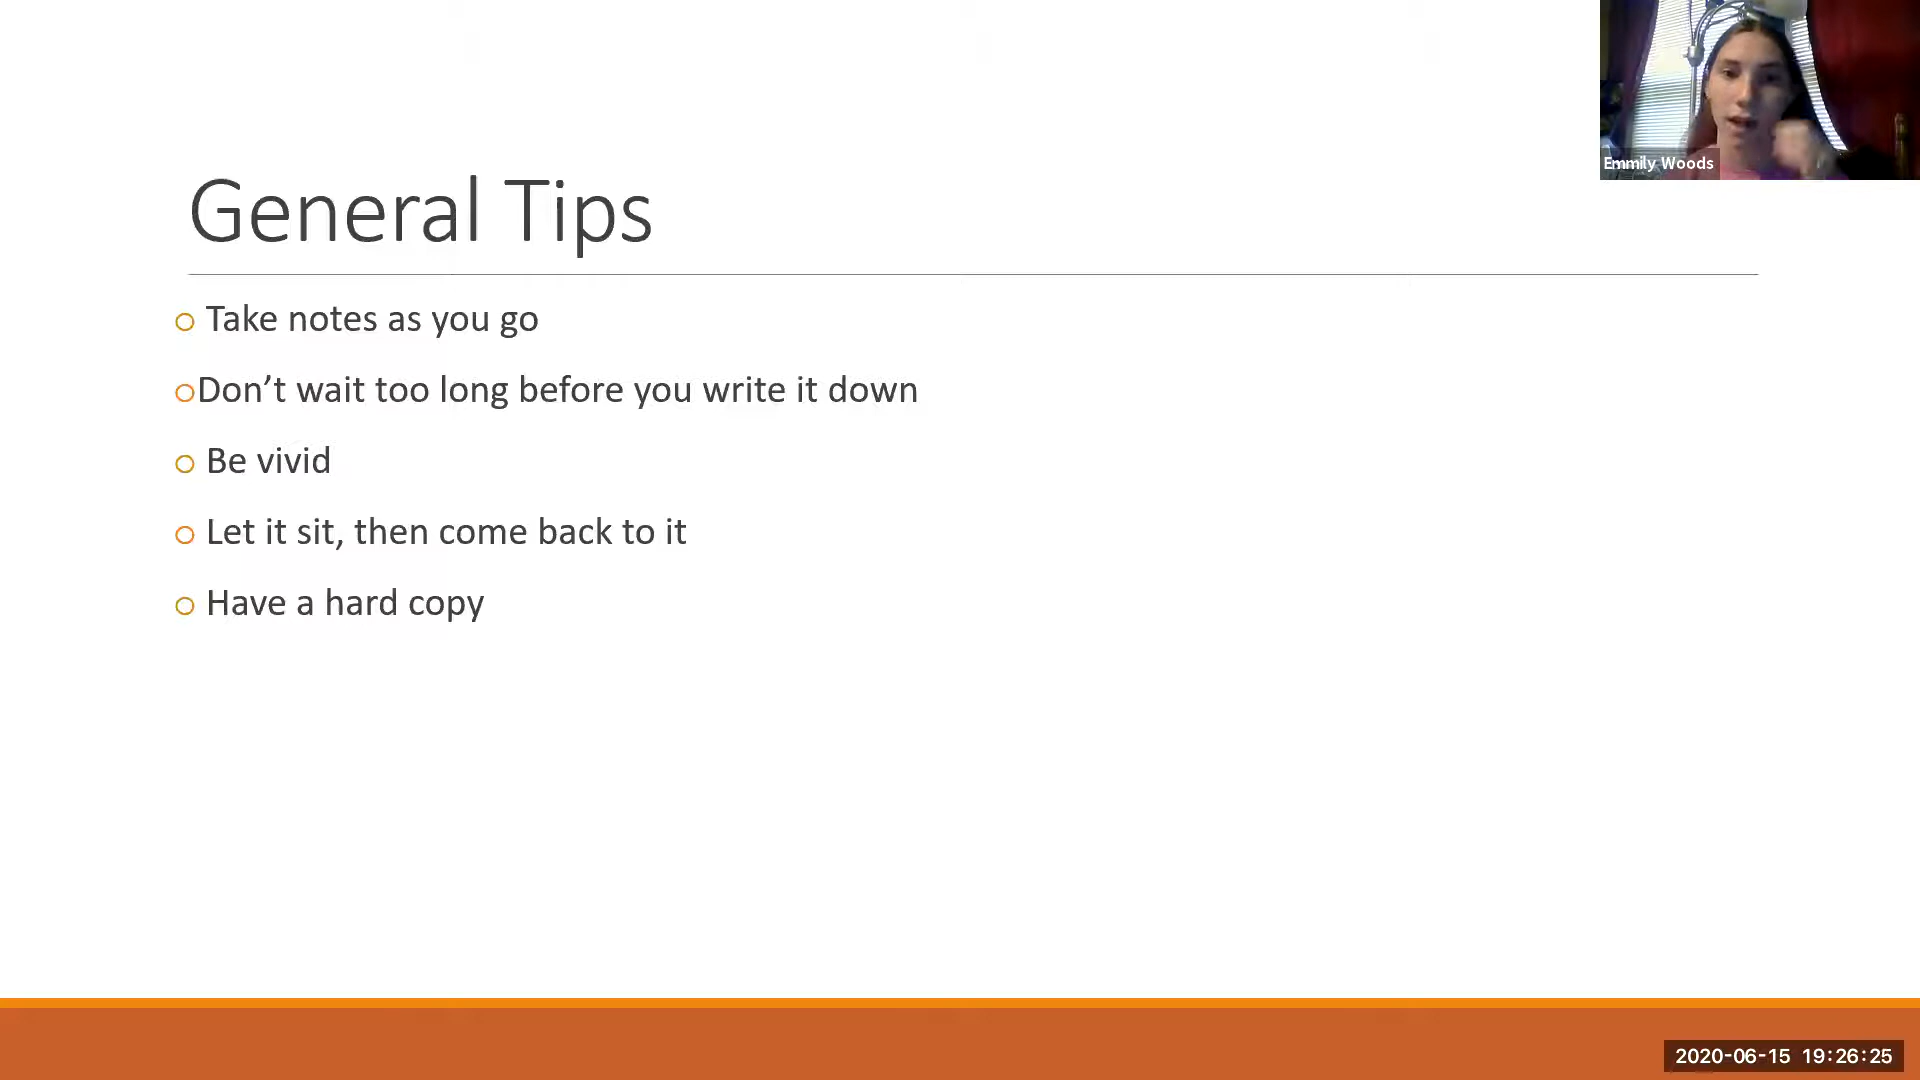 Emmily Woods
General Tips
Take notes as you go
Don’t wait too long before you write it down
Be vivid
Let it sit, then come back to it
Have a hard copy
2020-06-15 19:26:25